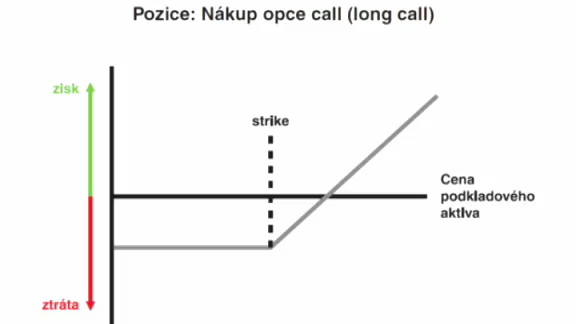 Pozice: Nákup opce call (long call)
zisk
strike
Cena
podkladového
aktiva
ztráta